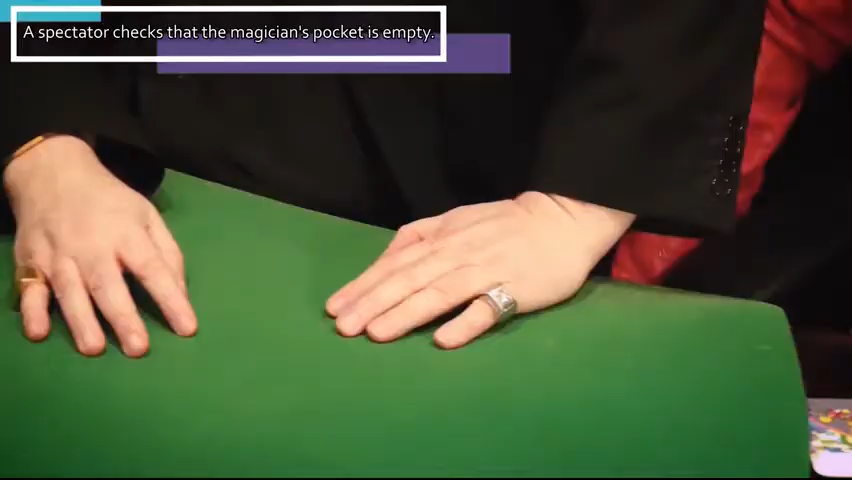 A spectator checks that the magician's pocket is empty.